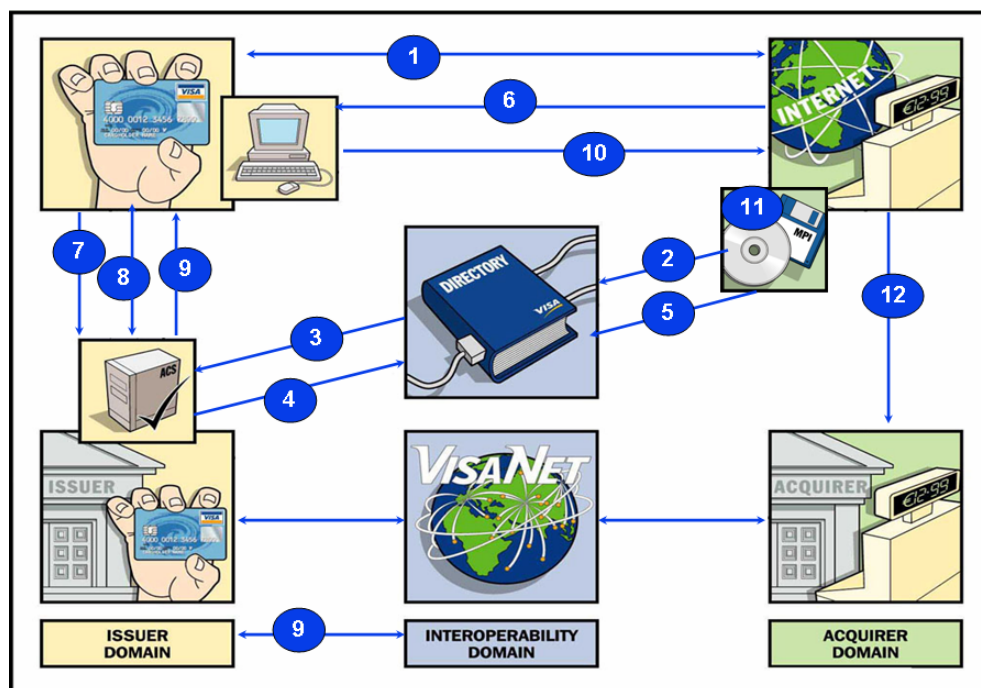 1
6
10
VISA
4000 0012 3456
CARDHOLDER NAME
INTERNET
€12-99
11
MPI
7
8
9
2
DIRECTORY
VISA
5
12
3
4
ACS
ISSUER
VISA
4000 0012 3456
VISANET
ACQUIRER
€12-99
ISSUER
DOMAIN
9
INTEROPERABILITY
DOMAIN
ACQUIRER
DOMAIN